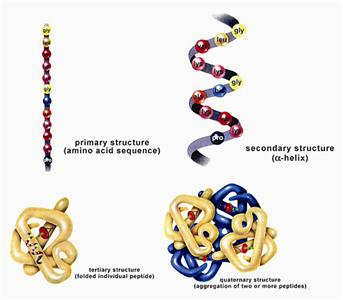 gly
gly
pro
primary structure
(amino acid sequence)
leu
gly
gly
pro
secondary structure
(α-helix)
tertiary structure
(folded individual peptide)
quaternary structure
(aggregation of two or more peptides)